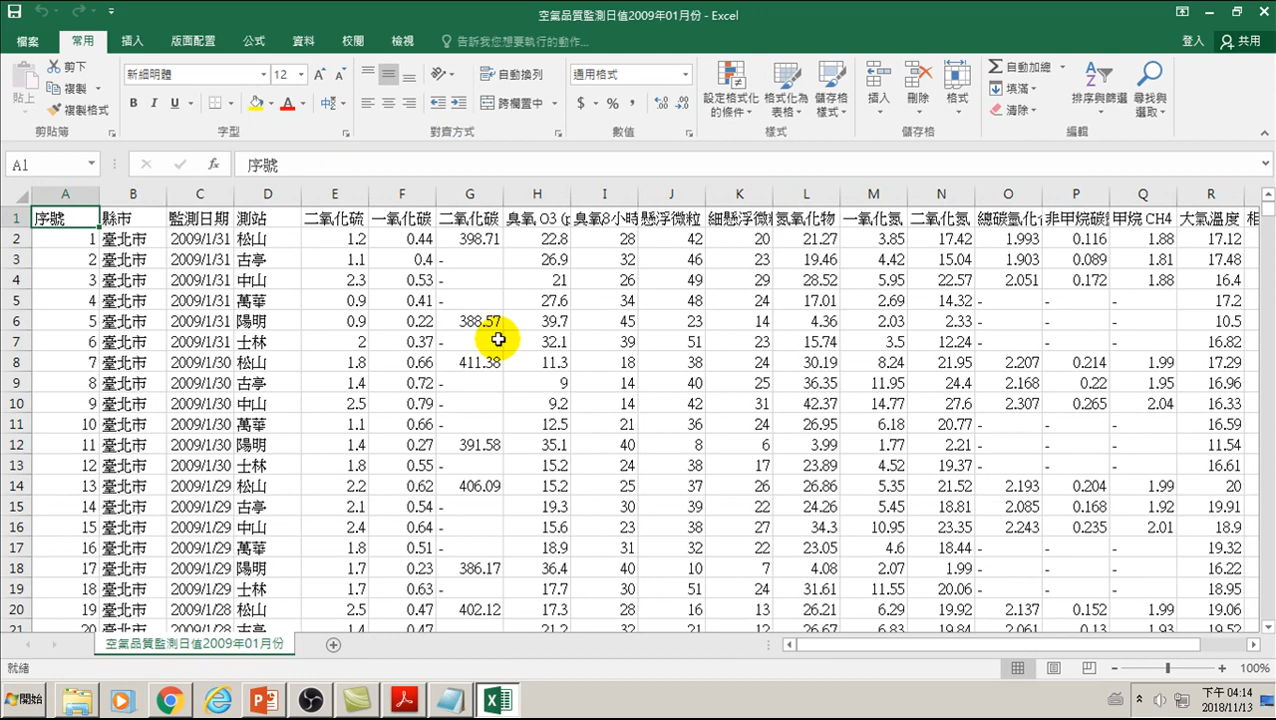 空氣品質監測日值2009年01月份 - Excel
檔案 常用 插入 版面配置 公式 資料 校閱 檢視 告訴我您想要執行的動作... 登入 共用
剪下 新細明體 12 自動換列 通用格式 自動加總
貼上 複製 B I U 中 跨欄置中 $ % 設定格式化的條件 格式化為表格 儲存格樣式 插入 刪除 格式 填滿 排序與篩選 尋找與選取
複製格式 清除
剪貼簿 字型 對齊方式 數值 樣式 儲存格 編輯
A1 fx 序號
A B C D E F G H I J K L M N O P Q R
1 序號 縣市 監測日期 測站 二氧化硫 一氧化碳 二氧化碳 臭氧 O3 (p 臭氧8小時 懸浮微粒 細懸浮微 氮氧化物 一氧化氮 二氧化氮 總碳氫化合 非甲烷碳 甲烷 CH4 大氣溫度 相
2 1 臺北市 2009/1/31 松山 1.2 0.44 398.71 22.8 28 42 20 21.27 3.85 17.42 1.993 0.116 1.88 17.12
3 2 臺北市 2009/1/31 古亭 1.1 0.4 - 26.9 32 46 23 19.46 4.42 15.04 1.903 0.089 1.81 17.48
4 3 臺北市 2009/1/31 中山 2.3 0.53 - 21 26 49 29 28.52 5.95 22.57 2.051 0.172 1.88 16.4
5 4 臺北市 2009/1/31 萬華 0.9 0.41 - 27.6 34 48 24 17.01 2.69 14.32 - - - 17.2
6 5 臺北市 2009/1/31 陽明 0.9 0.22 388.57 39.7 45 23 14 4.36 2.03 2.33 - - - 10.5
7 6 臺北市 2009/1/31 士林 2 0.37 - 32.1 39 51 23 15.74 3.5 12.24 - - - 16.82
8 7 臺北市 2009/1/30 松山 1.8 0.66 411.38 11.3 18 38 24 30.19 8.24 21.95 2.207 0.214 1.99 17.29
9 8 臺北市 2009/1/30 古亭 1.4 0.72 - 9 14 40 25 36.35 11.95 24.4 2.168 0.22 1.95 16.96
10 9 臺北市 2009/1/30 中山 2.5 0.79 - 9.2 14 42 31 42.37 14.77 27.6 2.307 0.265 2.04 16.33
11 10 臺北市 2009/1/30 萬華 1.1 0.66 - 12.5 21 36 24 26.95 6.18 20.77 - - - 16.59
12 11 臺北市 2009/1/30 陽明 1.4 0.27 391.58 35.1 40 8 6 3.99 1.77 2.21 - - - 11.54
13 12 臺北市 2009/1/30 士林 1.8 0.55 - 15.2 24 38 17 23.89 4.52 19.37 - - - 16.61
14 13 臺北市 2009/1/29 松山 2.2 0.62 406.09 15.2 25 37 26 26.86 5.35 21.52 2.193 0.204 1.99 20
15 14 臺北市 2009/1/29 古亭 2.1 0.54 - 19.3 30 39 22 24.26 5.45 18.81 2.085 0.168 1.92 19.91
16 15 臺北市 2009/1/29 中山 2.4 0.64 - 15.6 23 38 27 34.3 10.95 23.35 2.243 0.235 2.01 18.9
17 16 臺北市 2009/1/29 萬華 1.8 0.51 - 18.9 31 32 22 23.05 4.6 18.44 - - - 19.32
18 17 臺北市 2009/1/29 陽明 1.7 0.23 386.17 36.4 40 10 7 4.08 2.07 1.99 - - - 16.22
19 18 臺北市 2009/1/29 士林 1.7 0.63 - 15.2 30 51 24 31.61 11.55 20.06 - - - 18.95
20 19 臺北市 2009/1/28 松山 2.5 0.47 402.12 17.3 28 16 13 26.21 6.29 19.92 2.137 0.152 1.99 19.06
21 20 臺北市 2009/1/28 古亭 1.4 0.47 - 21.2 32 21 12 26.67 6.83 19.84 2.061 0.13 1.93 19.52
空氣品質監測日值2009年01月份
就緒 100%
開始 下午 04:14
2018/11/13